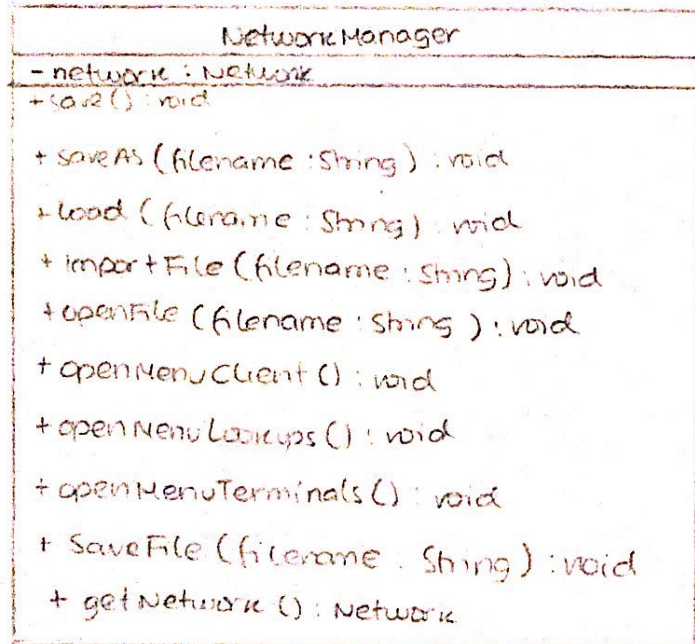 NetworkManager
- network : Network
+ save() : void
+ saveAs (filename : String) : void
+ load (filename : String) : void
+ importFile (filename : String) : void
+ openFile (filename : String ) : void
+ openMenuClient () : void
+ openMenuLookups () : void
+ openMenuTerminals () : void
+ SaveFile (filename : String) : void
+ getNetwork () : Network